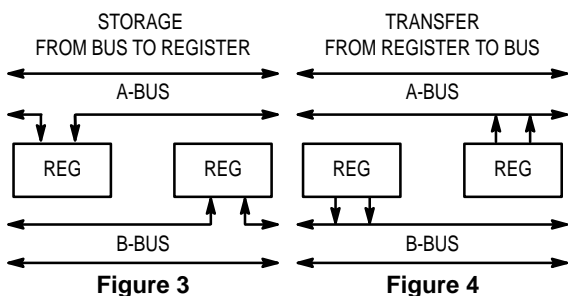 STORAGE
FROM BUS TO REGISTER
A-BUS
REG REG
B-BUS
Figure 3
TRANSFER
FROM REGISTER TO BUS
A-BUS
REG REG
B-BUS
Figure 4